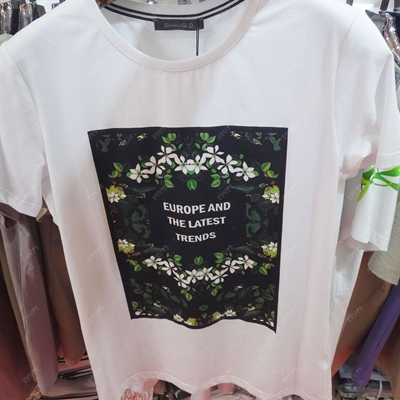 EUROPE AND
THE LATEST
TRENDS